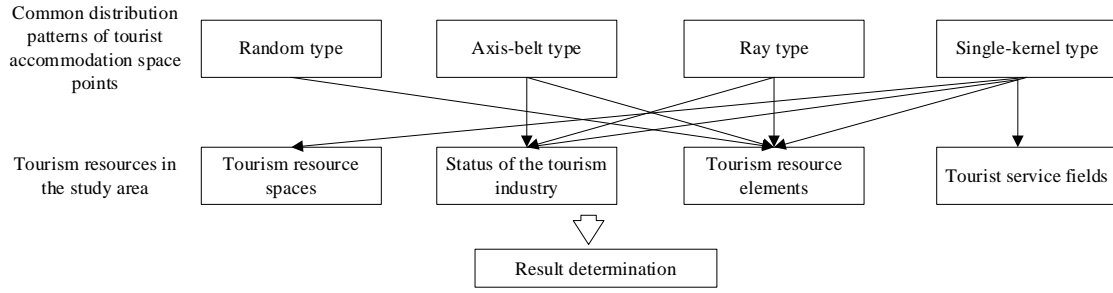 Common distribution
patterns of tourist
accommodation space
points
Random type
Axis-belt type
Ray type
Single-kernel type
Tourism resources in
the study area
Tourism resource
spaces
Status of the tourism
industry
Tourism resource
elements
Tourist service fields
Result determination